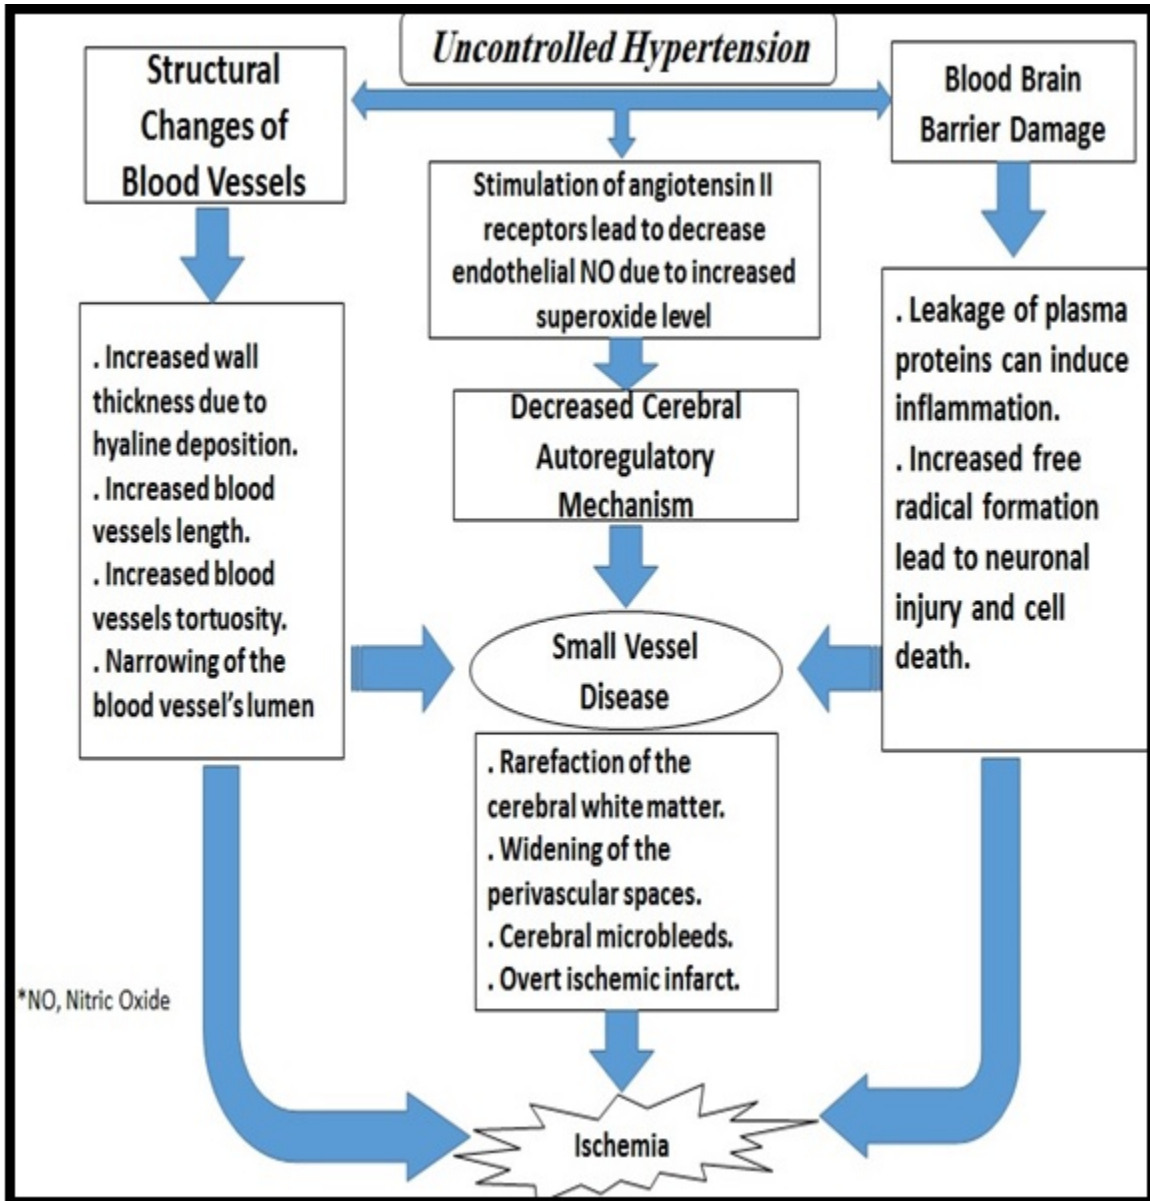 Uncontrolled Hypertension
Structural
Changes of
Blood Vessels
Blood Brain
Barrier Damage
Stimulation of angiotensin II
receptors lead to decrease
endothelial NO due to increased
superoxide level
. Increased wall
thickness due to
hyaline deposition.
. Increased blood
vessels length.
. Increased blood
vessels tortuosity.
. Narrowing of the
blood vessel's lumen
Decreased Cerebral
Autoregulatory
Mechanism
. Leakage of plasma
proteins can induce
inflammation.
. Increased free
radical formation
lead to neuronal
injury and cell
death.
Small Vessel
Disease
. Rarefaction of the
cerebral white matter.
. Widening of the
perivascular spaces.
. Cerebral microbleeds.
. Overt ischemic infarct.
*NO, Nitric Oxide
Ischemia